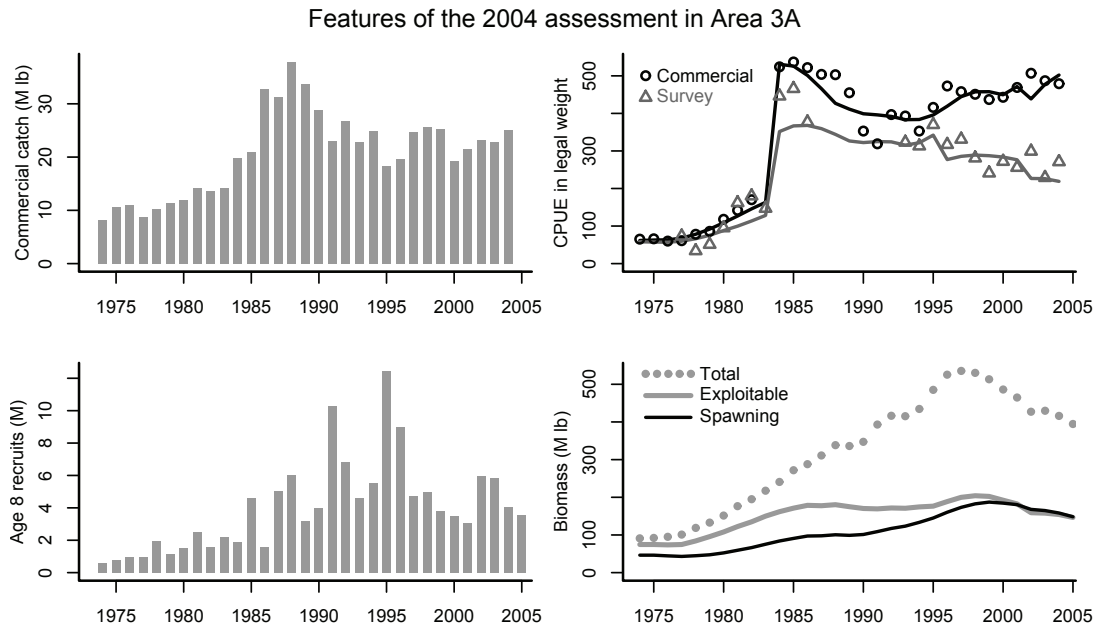 Features of the 2004 assessment in Area 3A
Commercial catch (M lb)
30
20
10
0
1975 1980 1985 1990 1995 2000 2005
CPUE in legal weight
500
300
100
0
Commercial
Survey
1975 1980 1985 1990 1995 2000 2005
Age 8 recruits (M)
10
8
6
4
2
0
1975 1980 1985 1990 1995 2000 2005
Biomass (M lb)
500
300
100
0
Total
Exploitable
Spawning
1975 1980 1985 1990 1995 2000 2005